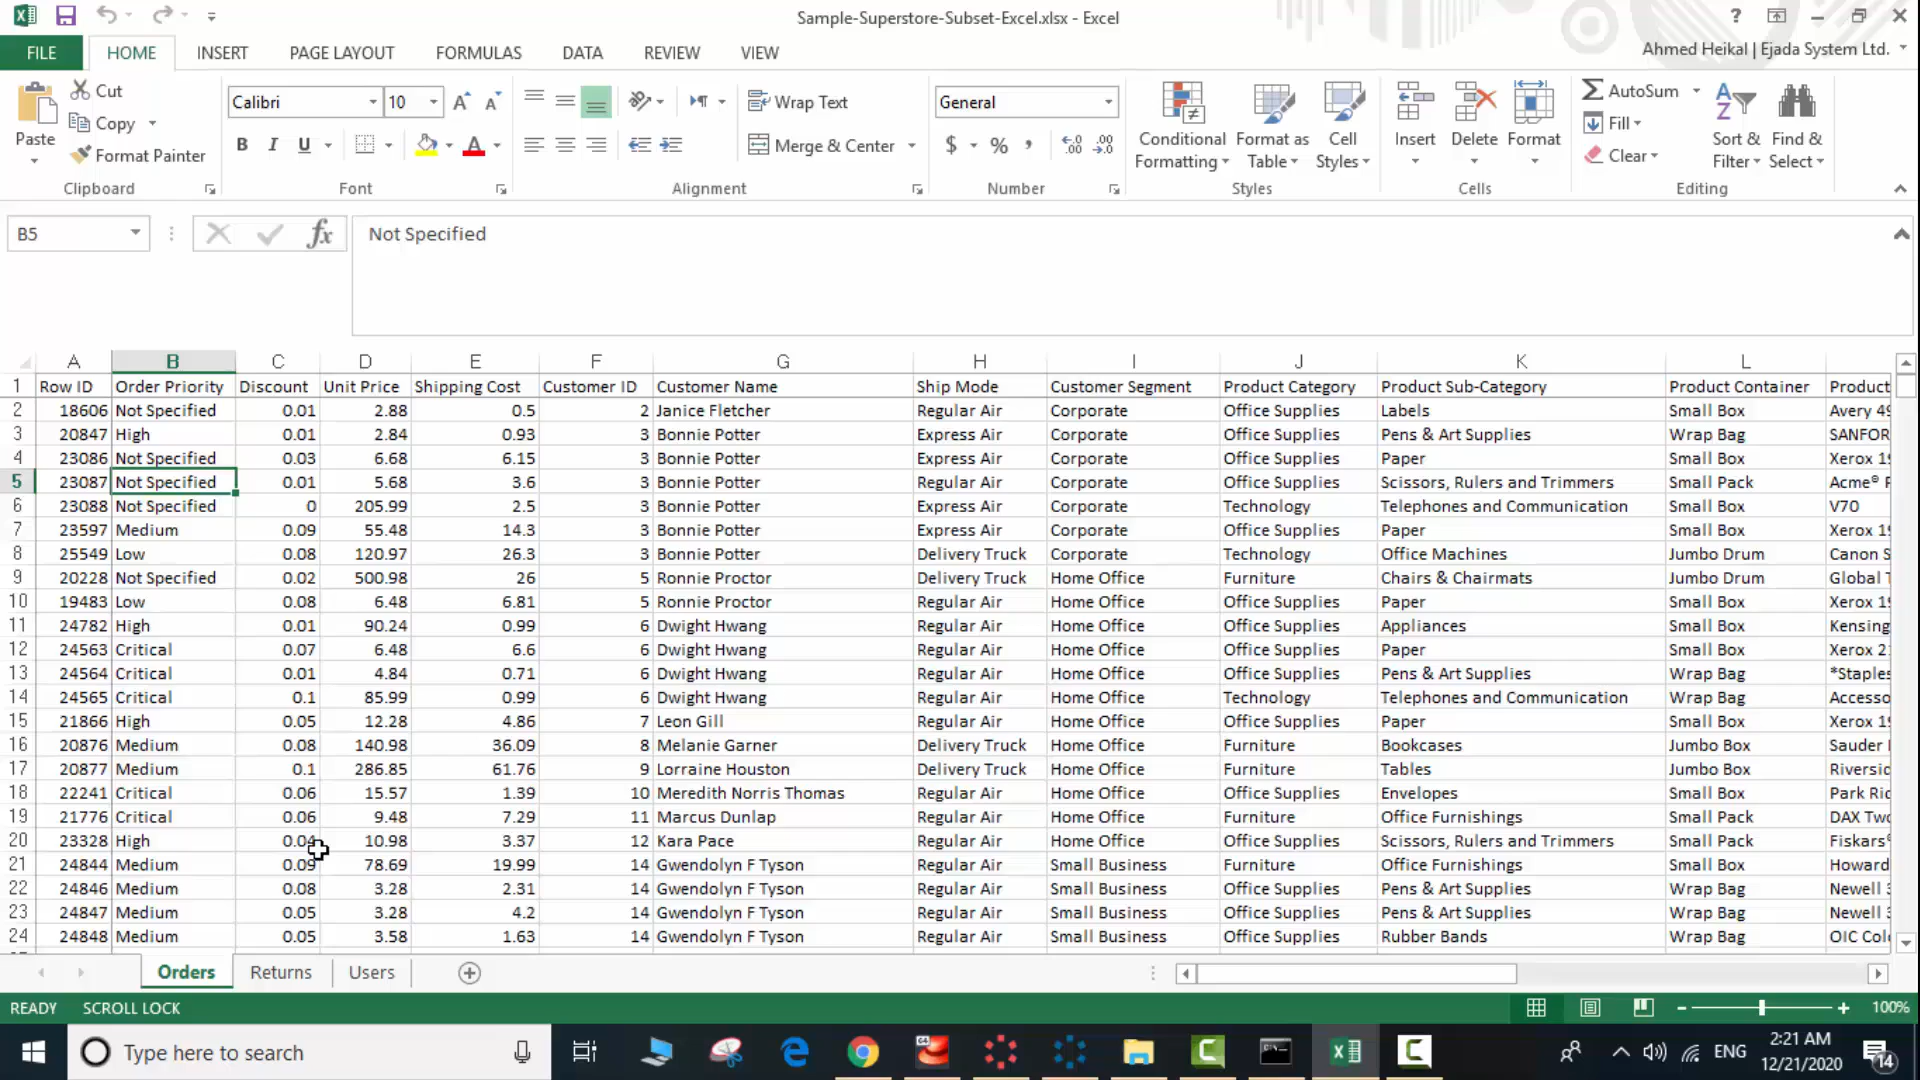 Sample-Superstore-Subset-Excel.xlsx - Excel
?
FILE HOME INSERT PAGE LAYOUT FORMULAS DATA REVIEW VIEW
Ahmed Heikal | Ejada System Ltd.
Paste
Cut
Copy
Format Painter
Clipboard
Calibri 10
B I U
Font
Wrap Text
Merge & Center
Alignment
General
$ % ,
Number
Conditional Formatting
Format as Table
Cell Styles
Styles
Insert Delete Format
Cells
AutoSum
Fill
Clear
Sort & Filter
Find & Select
Editing
B5 fx Not Specified
A B C D E F G H I J K L
1 Row ID Order Priority Discount Unit Price Shipping Cost Customer ID Customer Name Ship Mode Customer Segment Product Category Product Sub-Category Product Container Product
2 18606 Not Specified 0.01 2.88 0.5 2 Janice Fletcher Regular Air Corporate Office Supplies Labels Small Box Avery 49
3 20847 High 0.01 2.84 0.93 3 Bonnie Potter Express Air Corporate Office Supplies Pens & Art Supplies Wrap Bag SANFOR
4 23086 Not Specified 0.03 6.68 6.15 3 Bonnie Potter Express Air Corporate Office Supplies Paper Small Box Xerox 19
5 23087 Not Specified 0.01 5.68 3.6 3 Bonnie Potter Regular Air Corporate Office Supplies Scissors, Rulers and Trimmers Small Pack Acme®
6 23088 Not Specified 0 205.99 2.5 3 Bonnie Potter Express Air Corporate Technology Telephones and Communication Small Box V70
7 23597 Medium 0.09 55.48 14.3 3 Bonnie Potter Express Air Corporate Office Supplies Paper Small Box Xerox 19
8 25549 Low 0.08 120.97 26.3 3 Bonnie Potter Delivery Truck Corporate Technology Office Machines Jumbo Drum Canon S
9 20228 Not Specified 0.02 500.98 26 5 Ronnie Proctor Delivery Truck Home Office Furniture Chairs & Chairmats Jumbo Drum Global
10 19483 Low 0.08 6.48 6.81 5 Ronnie Proctor Regular Air Home Office Office Supplies Paper Small Box Xerox 19
11 24782 High 0.01 90.24 0.99 6 Dwight Hwang Regular Air Home Office Office Supplies Appliances Small Box Kensing
12 24563 Critical 0.07 6.48 6.6 6 Dwight Hwang Regular Air Home Office Office Supplies Paper Small Box Xerox 2
13 24564 Critical 0.01 4.84 0.71 6 Dwight Hwang Regular Air Home Office Office Supplies Pens & Art Supplies Wrap Bag *Staples
14 24565 Critical 0.1 85.99 0.99 6 Dwight Hwang Regular Air Home Office Technology Telephones and Communication Wrap Bag Accesso
15 21866 High 0.05 12.28 4.86 7 Leon Gill Regular Air Home Office Office Supplies Paper Small Box Xerox 19
16 20876 Medium 0.08 140.98 36.09 8 Melanie Garner Delivery Truck Home Office Furniture Bookcases Jumbo Box Sauder
17 20877 Medium 0.1 286.85 61.76 9 Lorraine Houston Delivery Truck Home Office Furniture Tables Jumbo Box Riversid
18 22241 Critical 0.06 15.57 1.39 10 Meredith Norris Thomas Regular Air Home Office Office Supplies Envelopes Small Box Park Ri
19 21776 Critical 0.06 9.48 7.29 11 Marcus Dunlap Regular Air Home Office Furniture Office Furnishings Small Pack DAX Two
20 23328 High 0.04 10.98 3.37 12 Kara Pace Regular Air Home Office Office Supplies Scissors, Rulers and Trimmers Small Pack Fiskars
21 24844 Medium 0.09 78.69 19.99 14 Gwendolyn F Tyson Regular Air Small Business Furniture Office Furnishings Small Box Howard
22 24846 Medium 0.08 3.28 2.31 14 Gwendolyn F Tyson Regular Air Small Business Office Supplies Pens & Art Supplies Wrap Bag Newell 3
23 24847 Medium 0.05 3.28 4.2 14 Gwendolyn F Tyson Regular Air Small Business Office Supplies Pens & Art Supplies Wrap Bag Newell 3
24 24848 Medium 0.05 3.58 1.63 14 Gwendolyn F Tyson Regular Air Small Business Office Supplies Rubber Bands Wrap Bag OIC Col
Orders Returns Users
READY SCROLL LOCK 100%
Type here to search
ENG
2:21 AM
12/21/2020
14